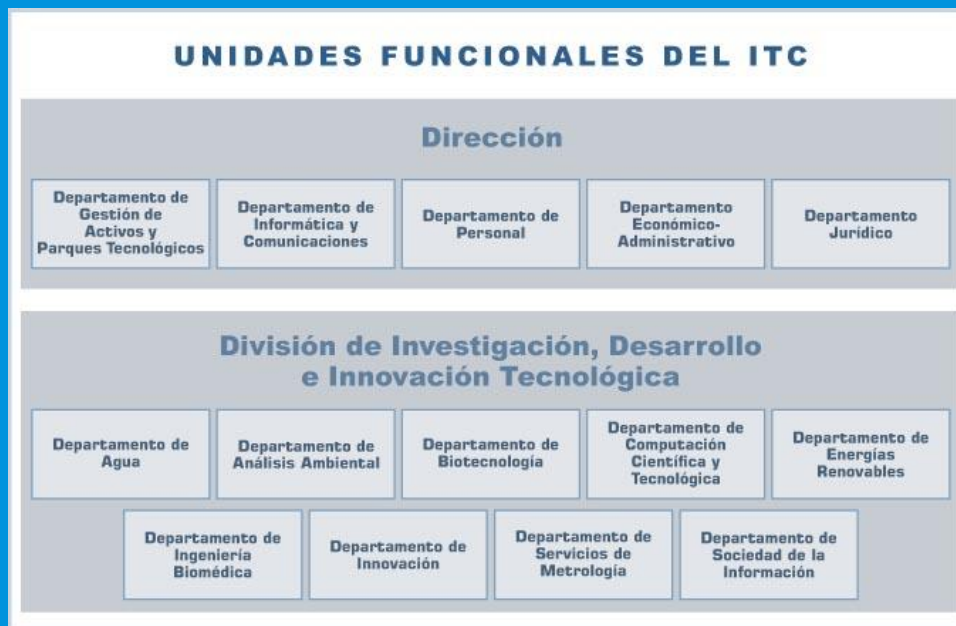 UNIDADES FUNCIONALES DEL ITC
Dirección
Departamento de
Gestión de
Activos y
Parques Tecnológicos
Departamento de
Informática y
Comunicaciones
Departamento de
Personal
Departamento
Económico-
Administrativo
Departamento
Jurídico
División de Investigación, Desarrollo
e Innovación Tecnológica
Departamento de
Agua
Departamento de
Análisis Ambiental
Departamento de
Biotecnología
Departamento de
Computación
Científica y
Tecnológica
Departamento de
Energías
Renovables
Departamento de
Ingeniería
Biomédica
Departamento de
Innovación
Departamento de
Servicios de
Metrología
Departamento de
Sociedad de la
Información